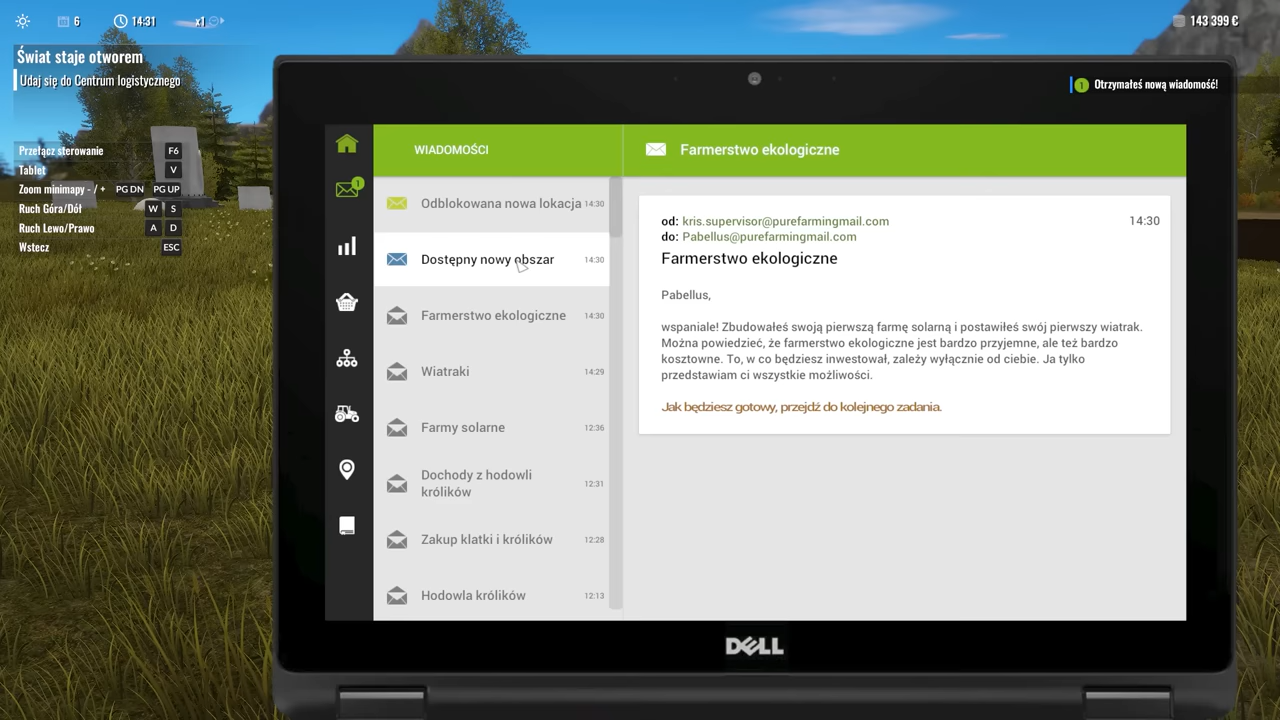 6
14:31
x1
143 399 €
Świat staje otworem
Udaj się do Centrum logistycznego
1 Otrzymałeś nową wiadomość!
Przełącz sterowanie F6
Tablet V
Zoom minimapy - / + PG DN PG UP
Ruch Góra/Dół W S
Ruch Lewo/Prawo A D
Wstecz ESC
1
WIADOMOŚCI
Odblokowana nowa lokacja 14:30
Dostępny nowy obszar 14:30
Farmerstwo ekologiczne 14:30
Wiatraki 14:29
Farmy solarne 12:36
Dochody z hodowli
królików 12:31
Zakup klatki i królików 12:28
Hodowla królików 12:13
Farmerstwo ekologiczne
od: kris.supervisor@purefarmingmail.com 14:30
do: Pabellus@purefarmingmail.com
Farmerstwo ekologiczne
Pabellus,
wspaniale! Zbudowałeś swoją pierwszą farmę solarną i postawiłeś swój pierwszy wiatrak.
Można powiedzieć, że farmerstwo ekologiczne jest bardzo przyjemne, ale też bardzo
kosztowne. To, w co będziesz inwestował, zależy wyłącznie od ciebie. Ja tylko
przedstawiam ci wszystkie możliwości.
Jak będziesz gotowy, przejdź do kolejnego zadania.
DELL